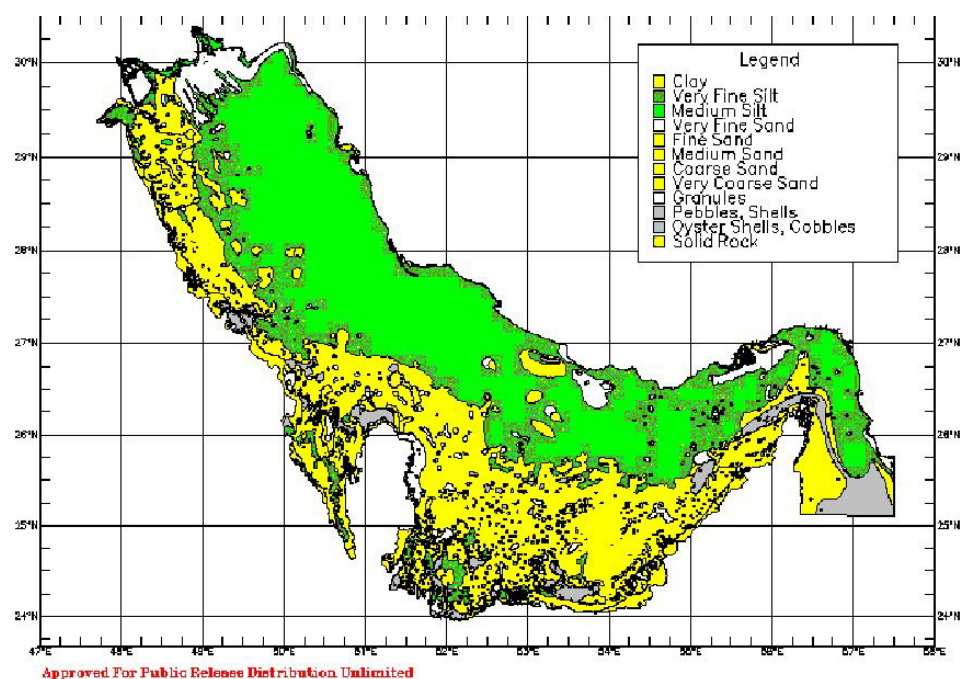 Legend
Clay
Very Fine Silt
Medium Silt
Very Fine Sand
Fine Sand
Medium Sand
Coarse Sand
Very Coarse Sand
Granules
Pebbles, Shells
Oyster Shells, Cobbles
Solid Rock
30°N 30°N
29°N 29°N
28°N 28°N
27°N 27°N
26°N 26°N
25°N 25°N
24°N 24°N
47°E 48°E 49°E 50°E 51°E 52°E 53°E 54°E 55°E 56°E 57°E 58°E
Approved For Public Release Distribution Unlimited